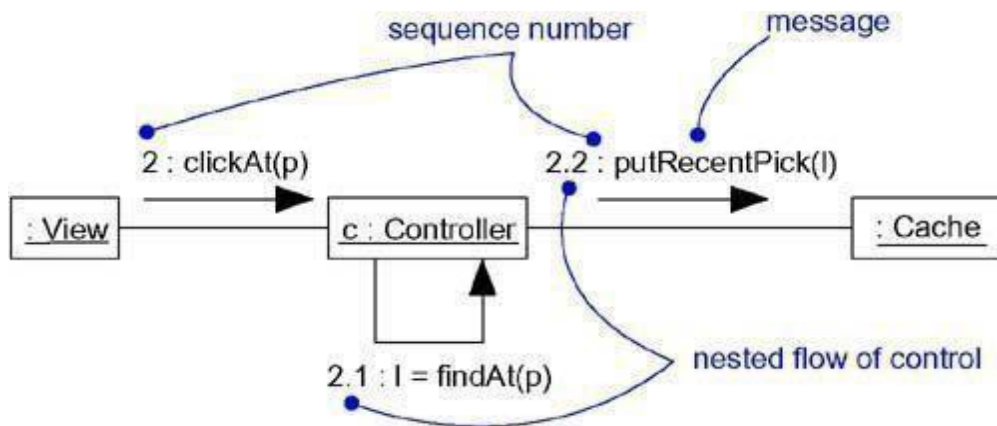 sequence number
message
2 : clickAt(p)
2.2 : putRecentPick(l)
: View
c : Controller
: Cache
2.1 : l = findAt(p)
nested flow of control